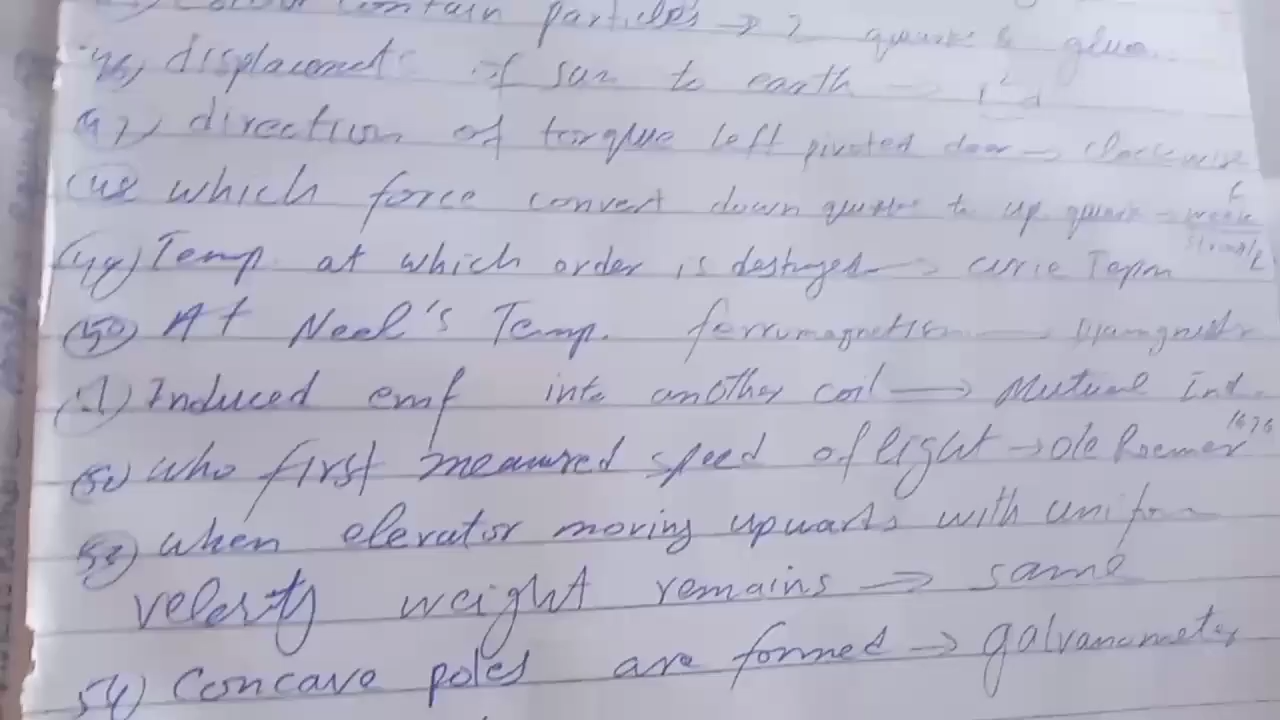 contain particles → 2 quarks & gluo..
46) displacements of sun to earth →
(47) direction of torque left pivoted door → clockwise
(48 which force convert down quarks to up quark - weak
(49) Temp. at which order is destroyed → curie Temp
(50) At Neel's Temp. ferromagnetism →
(51) Induced emf into another coil → Mutual Ind.
(52) who first measured speed of light → Ole Roemer 1676
53) when elevator moving upwards with uniform
velocity weight remains → same
54) Concave poles are formed → galvanometer